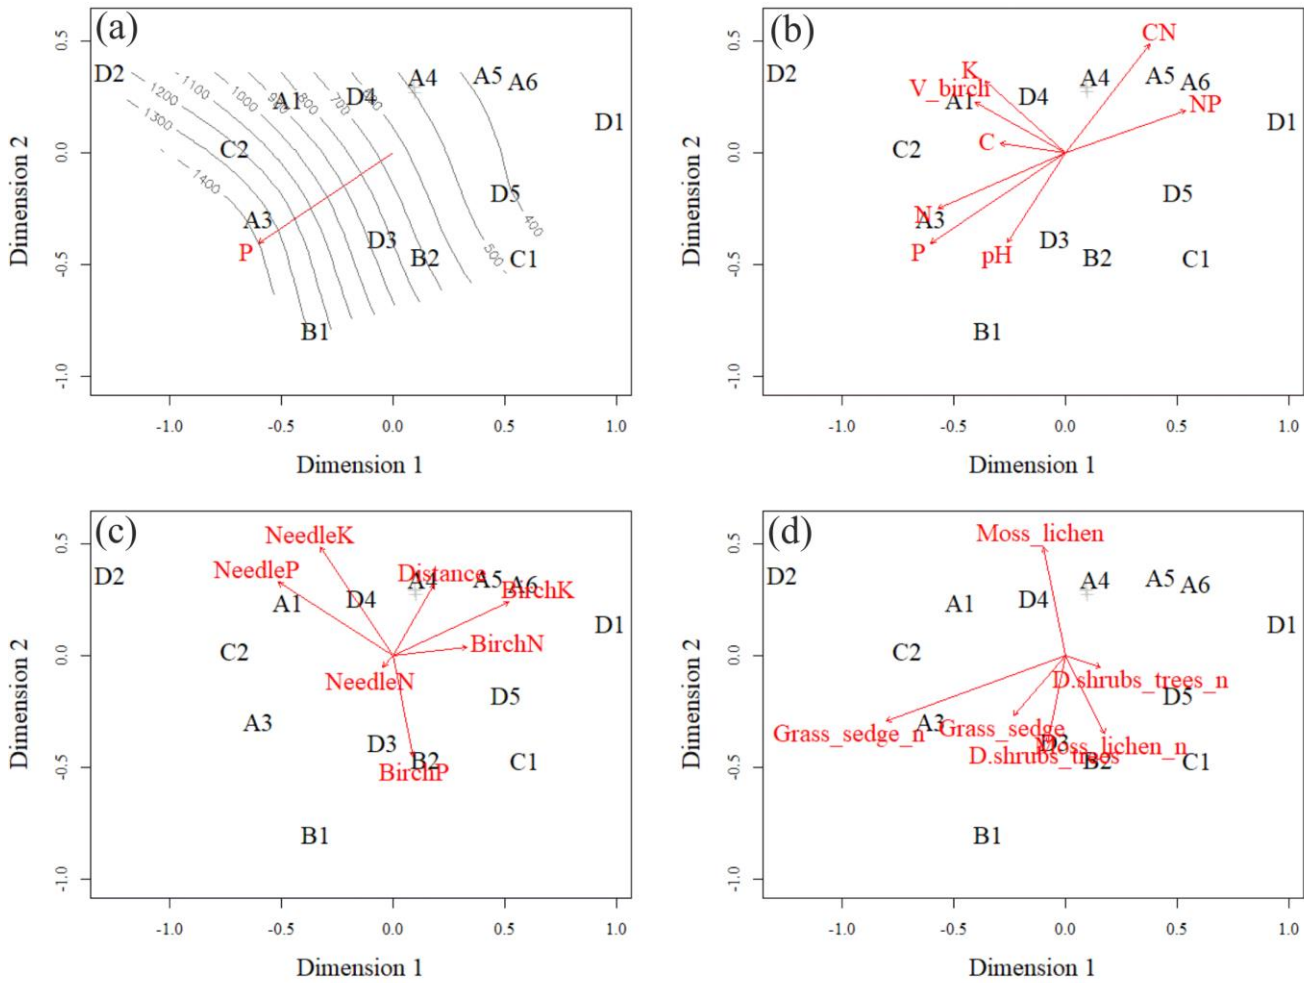 (a)
0.5
0.0
-0.5
-1.0
Dimension 2
D2
1200
1100
1000
900
800
700
1300
1400
500
400
A1
D4
A4
A5
A6
D1
C2
D5
A3
P
D3
B2
C1
B1
-1.0 -0.5 0.0 0.5 1.0
Dimension 1
(b)
0.5
0.0
-0.5
-1.0
Dimension 2
CN
D2
K
A4
A5
A6
V_birch
A1
D4
NP
D1
C2
C
D5
N
A3
P
pH
D3
B2
C1
B1
-1.0 -0.5 0.0 0.5 1.0
Dimension 1
(c)
0.5
0.0
-0.5
-1.0
Dimension 2
NeedleK
D2
NeedleP
Distance
A4
A5
A6
BirchK
A1
D4
D1
C2
BirchN
NeedleN
D5
A3
D3
B2
C1
BirchP
B1
-1.0 -0.5 0.0 0.5 1.0
Dimension 1
(d)
0.5
0.0
-0.5
-1.0
Dimension 2
Moss_lichen
D2
A4
A5
A6
A1
D4
D1
C2
D.shrubs_trees_n
D5
A3
Grass_sedge_n
Grass_sedge
D3
Moss_lichen_n
D.shrubs_trees
B2
C1
B1
-1.0 -0.5 0.0 0.5 1.0
Dimension 1